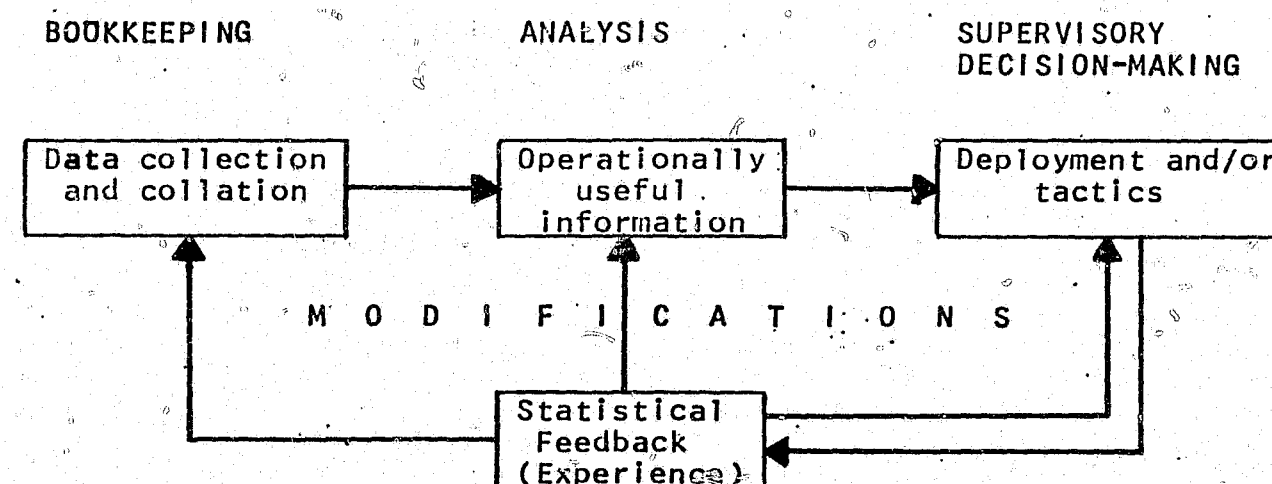 BOOKKEEPING
ANALYSIS
SUPERVISORY
DECISION-MAKING
Data collection
and collation
Operationally
useful
information
Deployment and/or
tactics
MODIFICATIONS
Statistical
Feedback
(Experience)